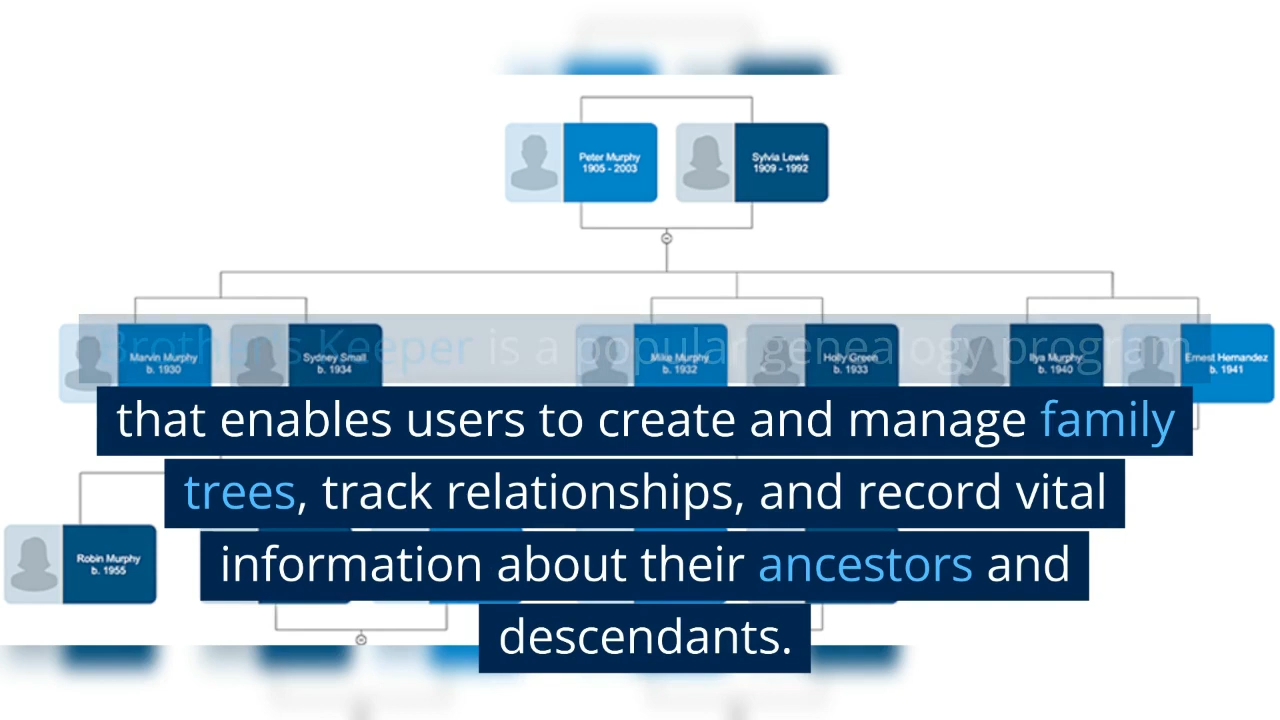 Peter Murphy
1905 - 2003
Sylvia Lewis
1909 - 1992
Marvin Murphy
b. 1930
Sydney Small
b. 1934
Mike Murphy
b. 1932
Holly Green
b. 1933
Ilya Murphy
b. 1940
Ernest Hernandez
b. 1941
Brother's Keeper is a popular genealogy program
that enables users to create and manage family
trees, track relationships, and record vital
information about their ancestors and
descendants.
Robin Murphy
b. 1955